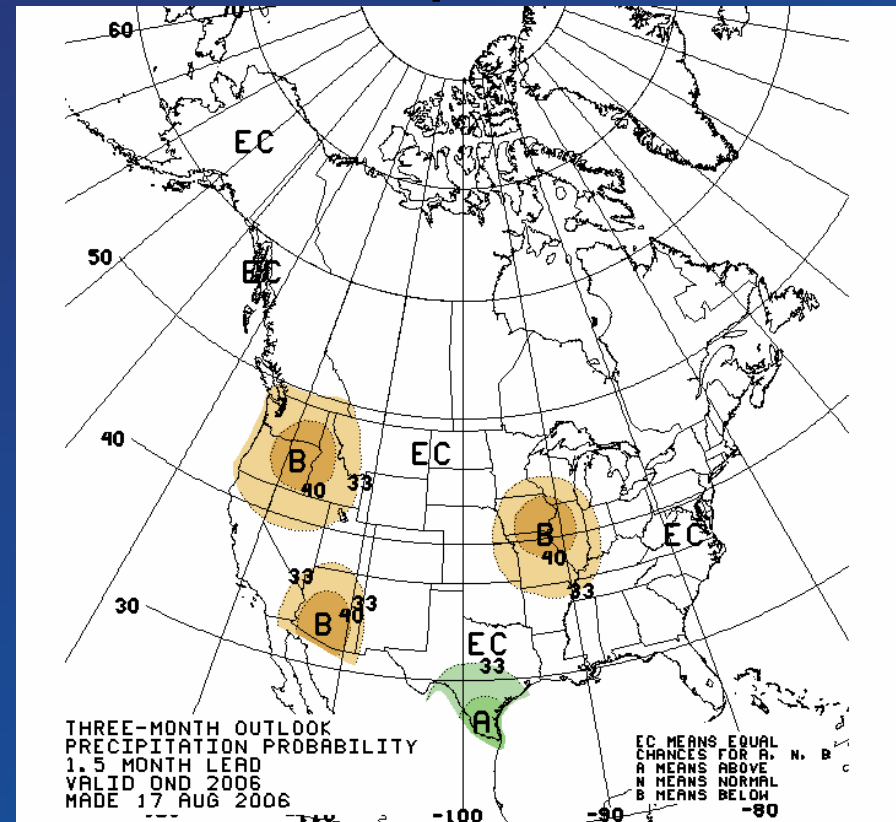 70
60
EC
50
EC
40
EC
B
40
33
B
40
EC
33
30
33
33
B
40
EC
33
A
THREE-MONTH OUTLOOK
PRECIPITATION PROBABILITY
1.5 MONTH LEAD
VALID OND 2006
MADE 17 AUG 2006
EC MEANS EQUAL
CHANCES FOR A, N, B
A MEANS ABOVE
N MEANS NORMAL
B MEANS BELOW
-100
-90
-80